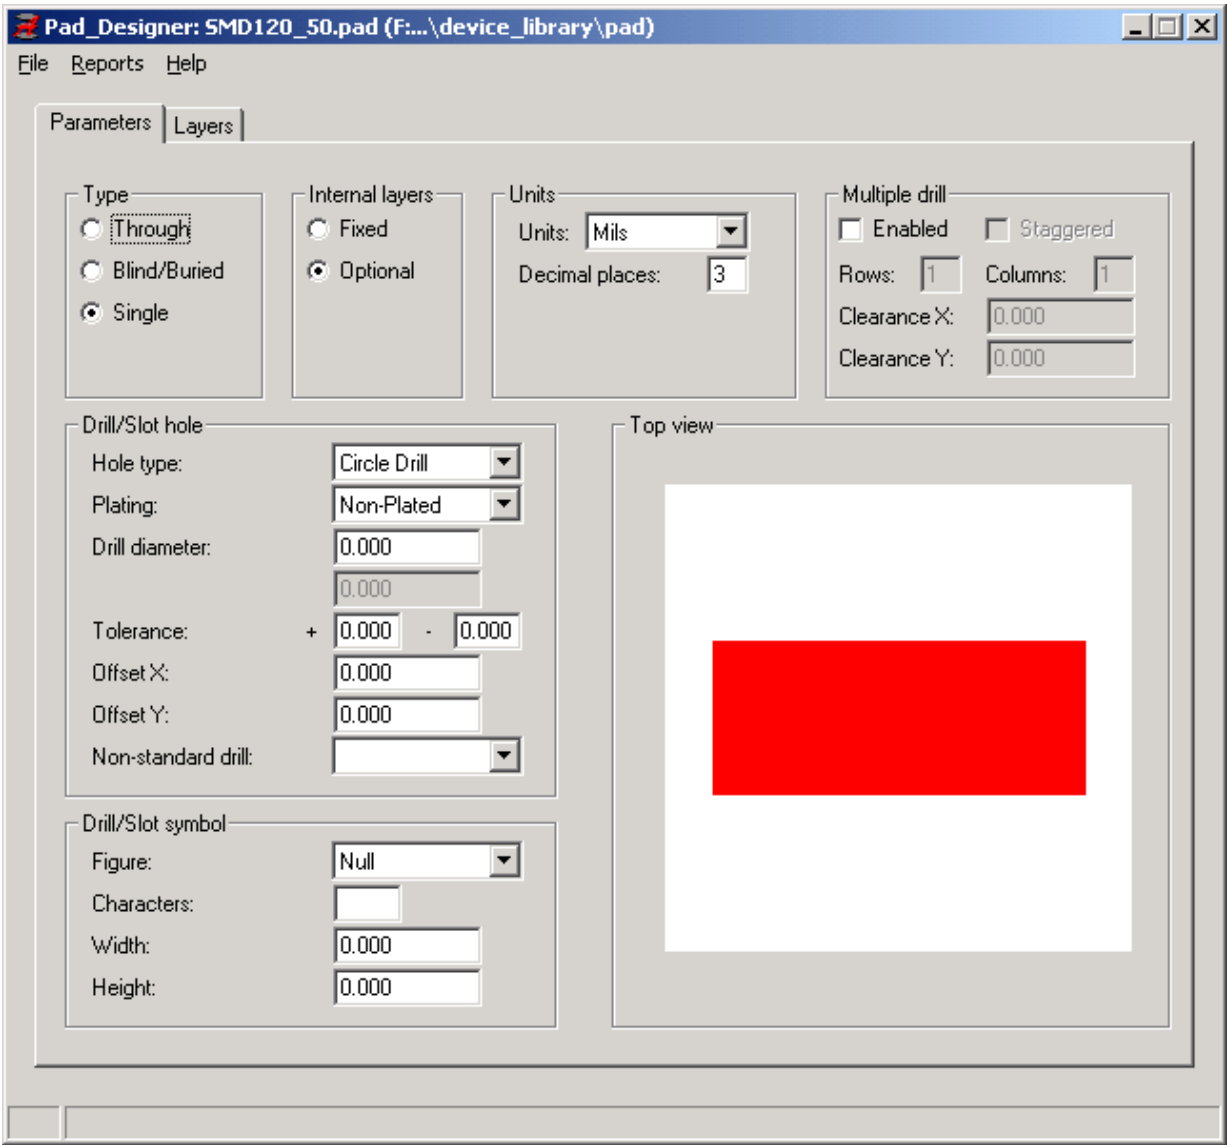 Pad_Designer: SMD120_50.pad (F:...\device_library\pad)
File Reports Help
Parameters Layers
Type Internal layers Units Multiple drill
Through Fixed Units: Mils Enabled Staggered
Blind/Buried Optional Decimal places: 3 Rows: 1 Columns: 1
Single Clearance X: 0.000
Clearance Y: 0.000
Drill/Slot hole Top view
Hole type: Circle Drill
Plating: Non-Plated
Drill diameter: 0.000
0.000
Tolerance: + 0.000 - 0.000
Offset X: 0.000
Offset Y: 0.000
Non-standard drill:
Drill/Slot symbol
Figure: Null
Characters:
Width: 0.000
Height: 0.000